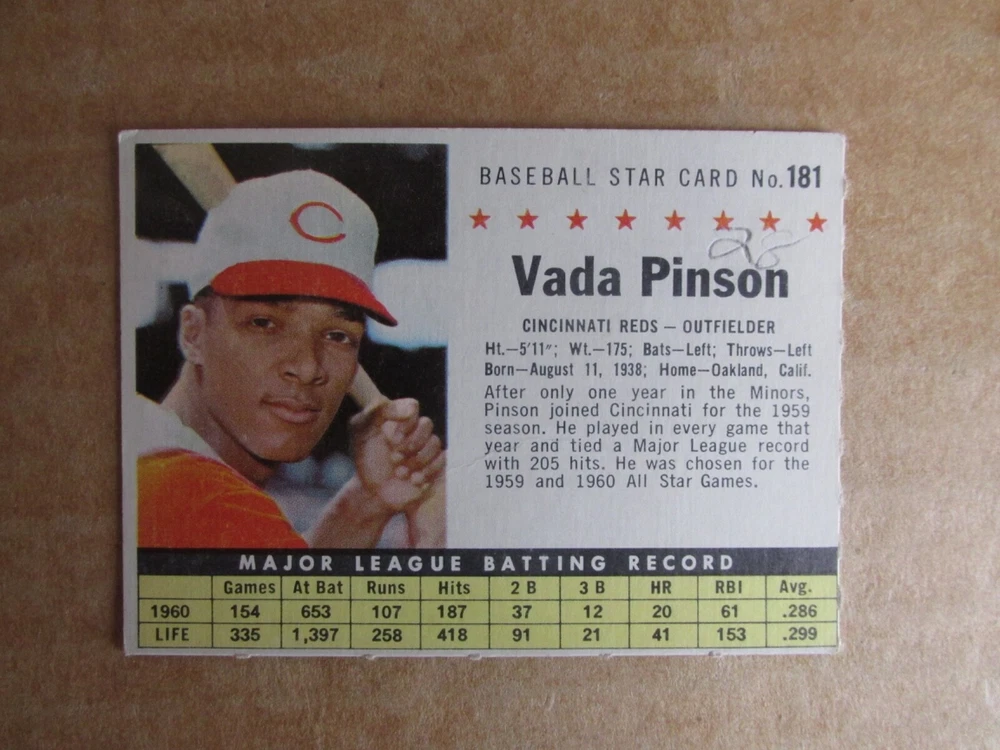 C
BASEBALL STAR CARD No. 181
28
Vada Pinson
CINCINNATI REDS – OUTFIELDER
Ht.—5'11"; Wt.—175; Bats—Left; Throws—Left
Born—August 11, 1938; Home—Oakland, Calif.
After only one year in the Minors,
Pinson joined Cincinnati for the 1959
season. He played in every game that
year and tied a Major League record
with 205 hits. He was chosen for the
1959 and 1960 All Star Games.
MAJOR LEAGUE BATTING RECORD
Games At Bat Runs Hits 2 B 3 B HR RBI Avg.
1960 154 653 107 187 37 12 20 61 .286
LIFE 335 1,397 258 418 91 21 41 153 .299